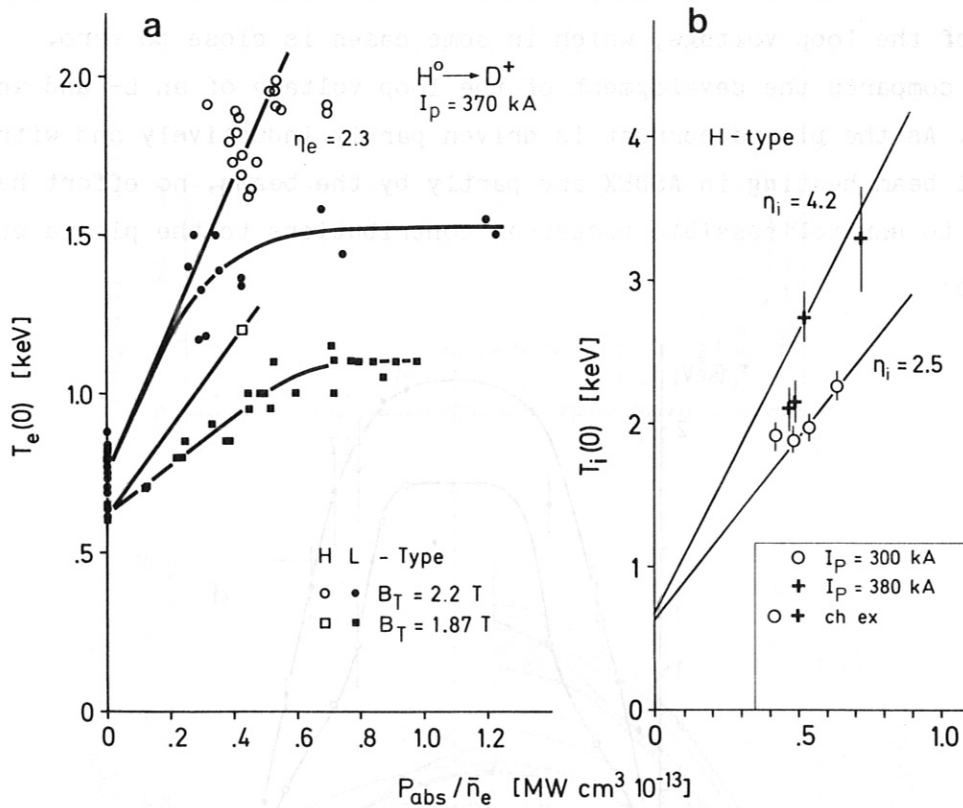 a
b
H⁰ → D⁺
I_p = 370 kA
η_e = 2.3
2.0
1.5
1.0
.5
0
T_e(0) [keV]
H L - Type
B_T = 2.2 T
B_T = 1.87 T
0 .2 .4 .6 .8 1.0 1.2
H - type
η_i = 4.2
η_i = 2.5
4
3
2
1
0
T_i(0) [keV]
I_P = 300 kA
I_P = 380 kA
ch ex
0 .5 1.0
P_abs / n̄_e [MW cm³ 10⁻¹³]